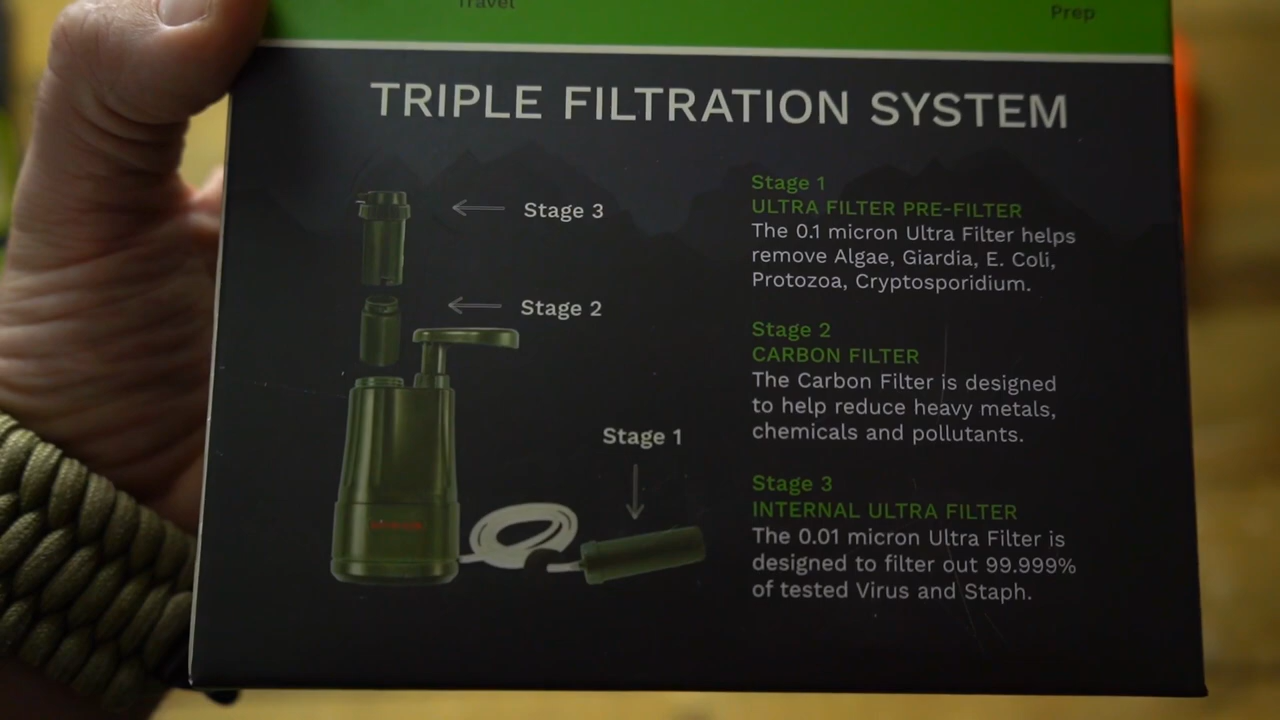 Travel
Prep
TRIPLE FILTRATION SYSTEM
Stage 3
Stage 2
Stage 1
Stage 1
ULTRA FILTER PRE-FILTER
The 0.1 micron Ultra Filter helps
remove Algae, Giardia, E. Coli,
Protozoa, Cryptosporidium.
Stage 2
CARBON FILTER
The Carbon Filter is designed
to help reduce heavy metals,
chemicals and pollutants.
Stage 3
INTERNAL ULTRA FILTER
The 0.01 micron Ultra Filter is
designed to filter out 99.999%
of tested Virus and Staph.